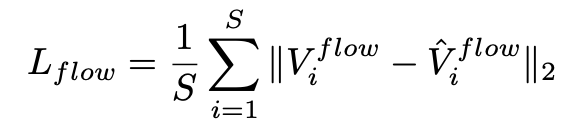 L_{flow} = \frac{1}{S} \sum_{i=1}^{S} \| V_i^{flow} - \hat{V}_i^{flow} \|_2